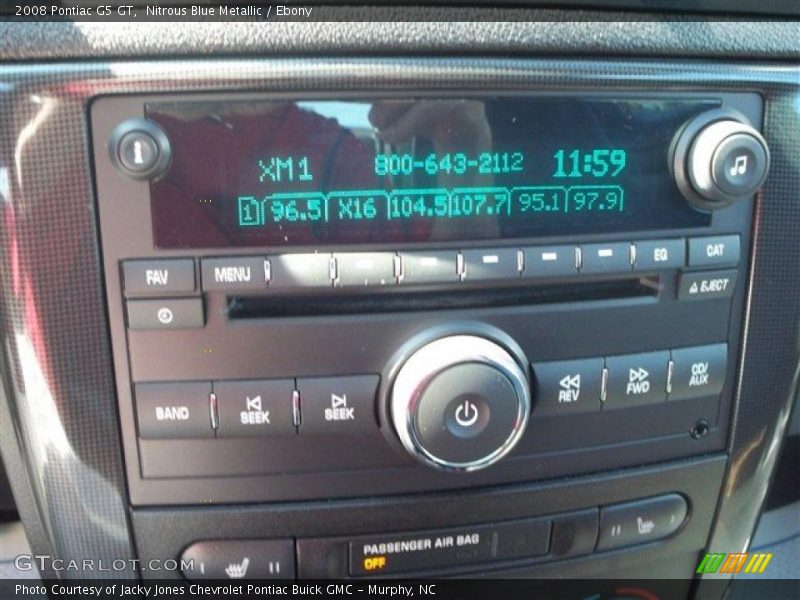 2008 Pontiac G5 GT, Nitrous Blue Metallic / Ebony
XM1 800-643-2112 11:59
1 96.5 X16 104.5 107.7 95.1 97.9
FAV MENU EQ CAT
EJECT
BAND SEEK SEEK REV FWD CD/AUX
PASSENGER AIR BAG
OFF
GTCARLOT.COM
Photo Courtesy of Jacky Jones Chevrolet Pontiac Buick GMC - Murphy, NC